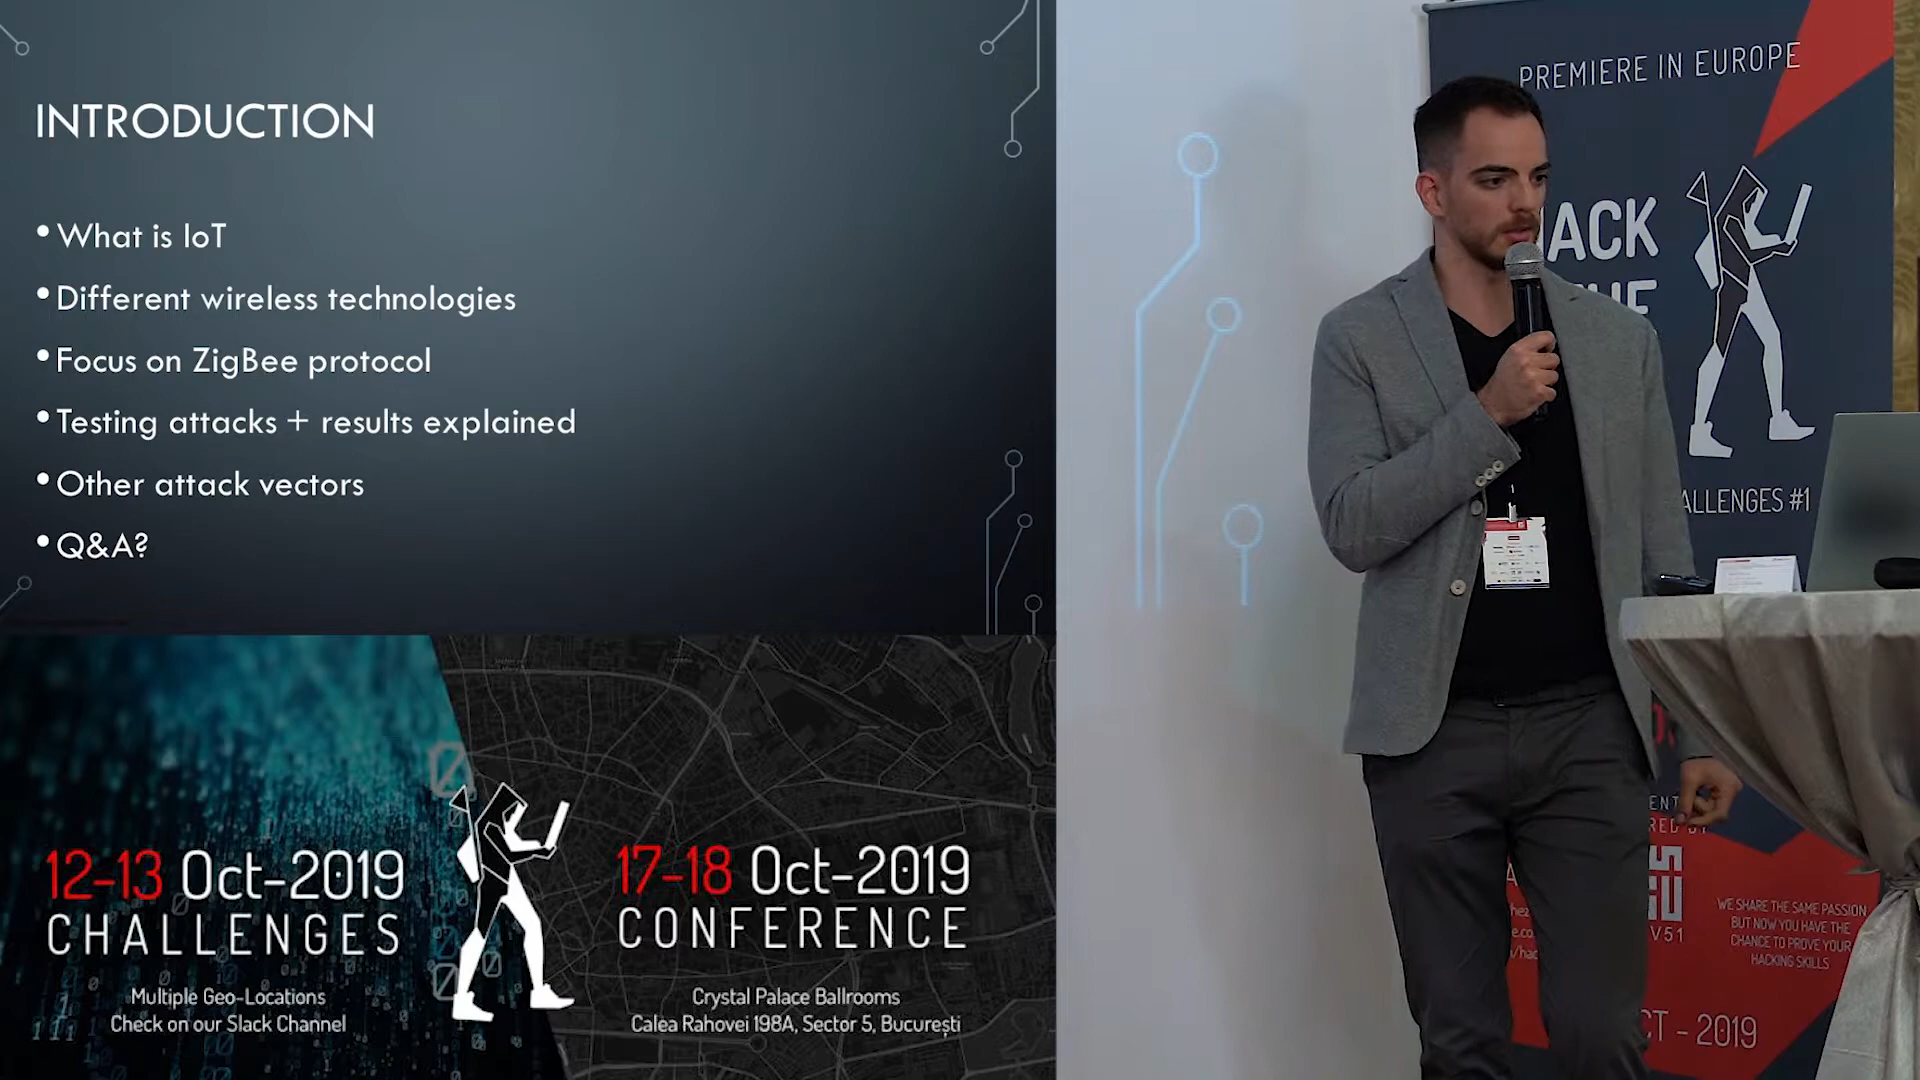 INTRODUCTION
• What is IoT
• Different wireless technologies
• Focus on ZigBee protocol
• Testing attacks + results explained
• Other attack vectors
• Q&A?
12-13 Oct-2019
CHALLENGES
Multiple Geo-Locations
Check on our Slack Channel
17-18 Oct-2019
CONFERENCE
Crystal Palace Ballrooms
Calea Rahovei 198A, Sector 5, București
PREMIERE IN EUROPE
ACK
ALLENGES #1
WE SHARE THE SAME PASSION
BUT NOW YOU HAVE THE
CHANCE TO PROVE YOUR
HACKING SKILLS
V51
CT - 2019